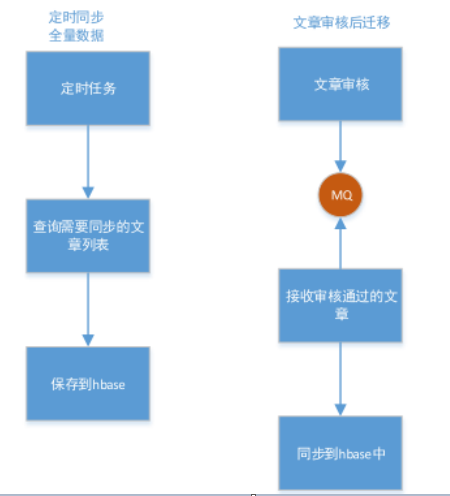 定时同步
全量数据
定时任务
查询需要同步的文
章列表
保存到hbase
文章审核后迁移
文章审核
MQ
接收审核通过的文
章
同步到hbase中